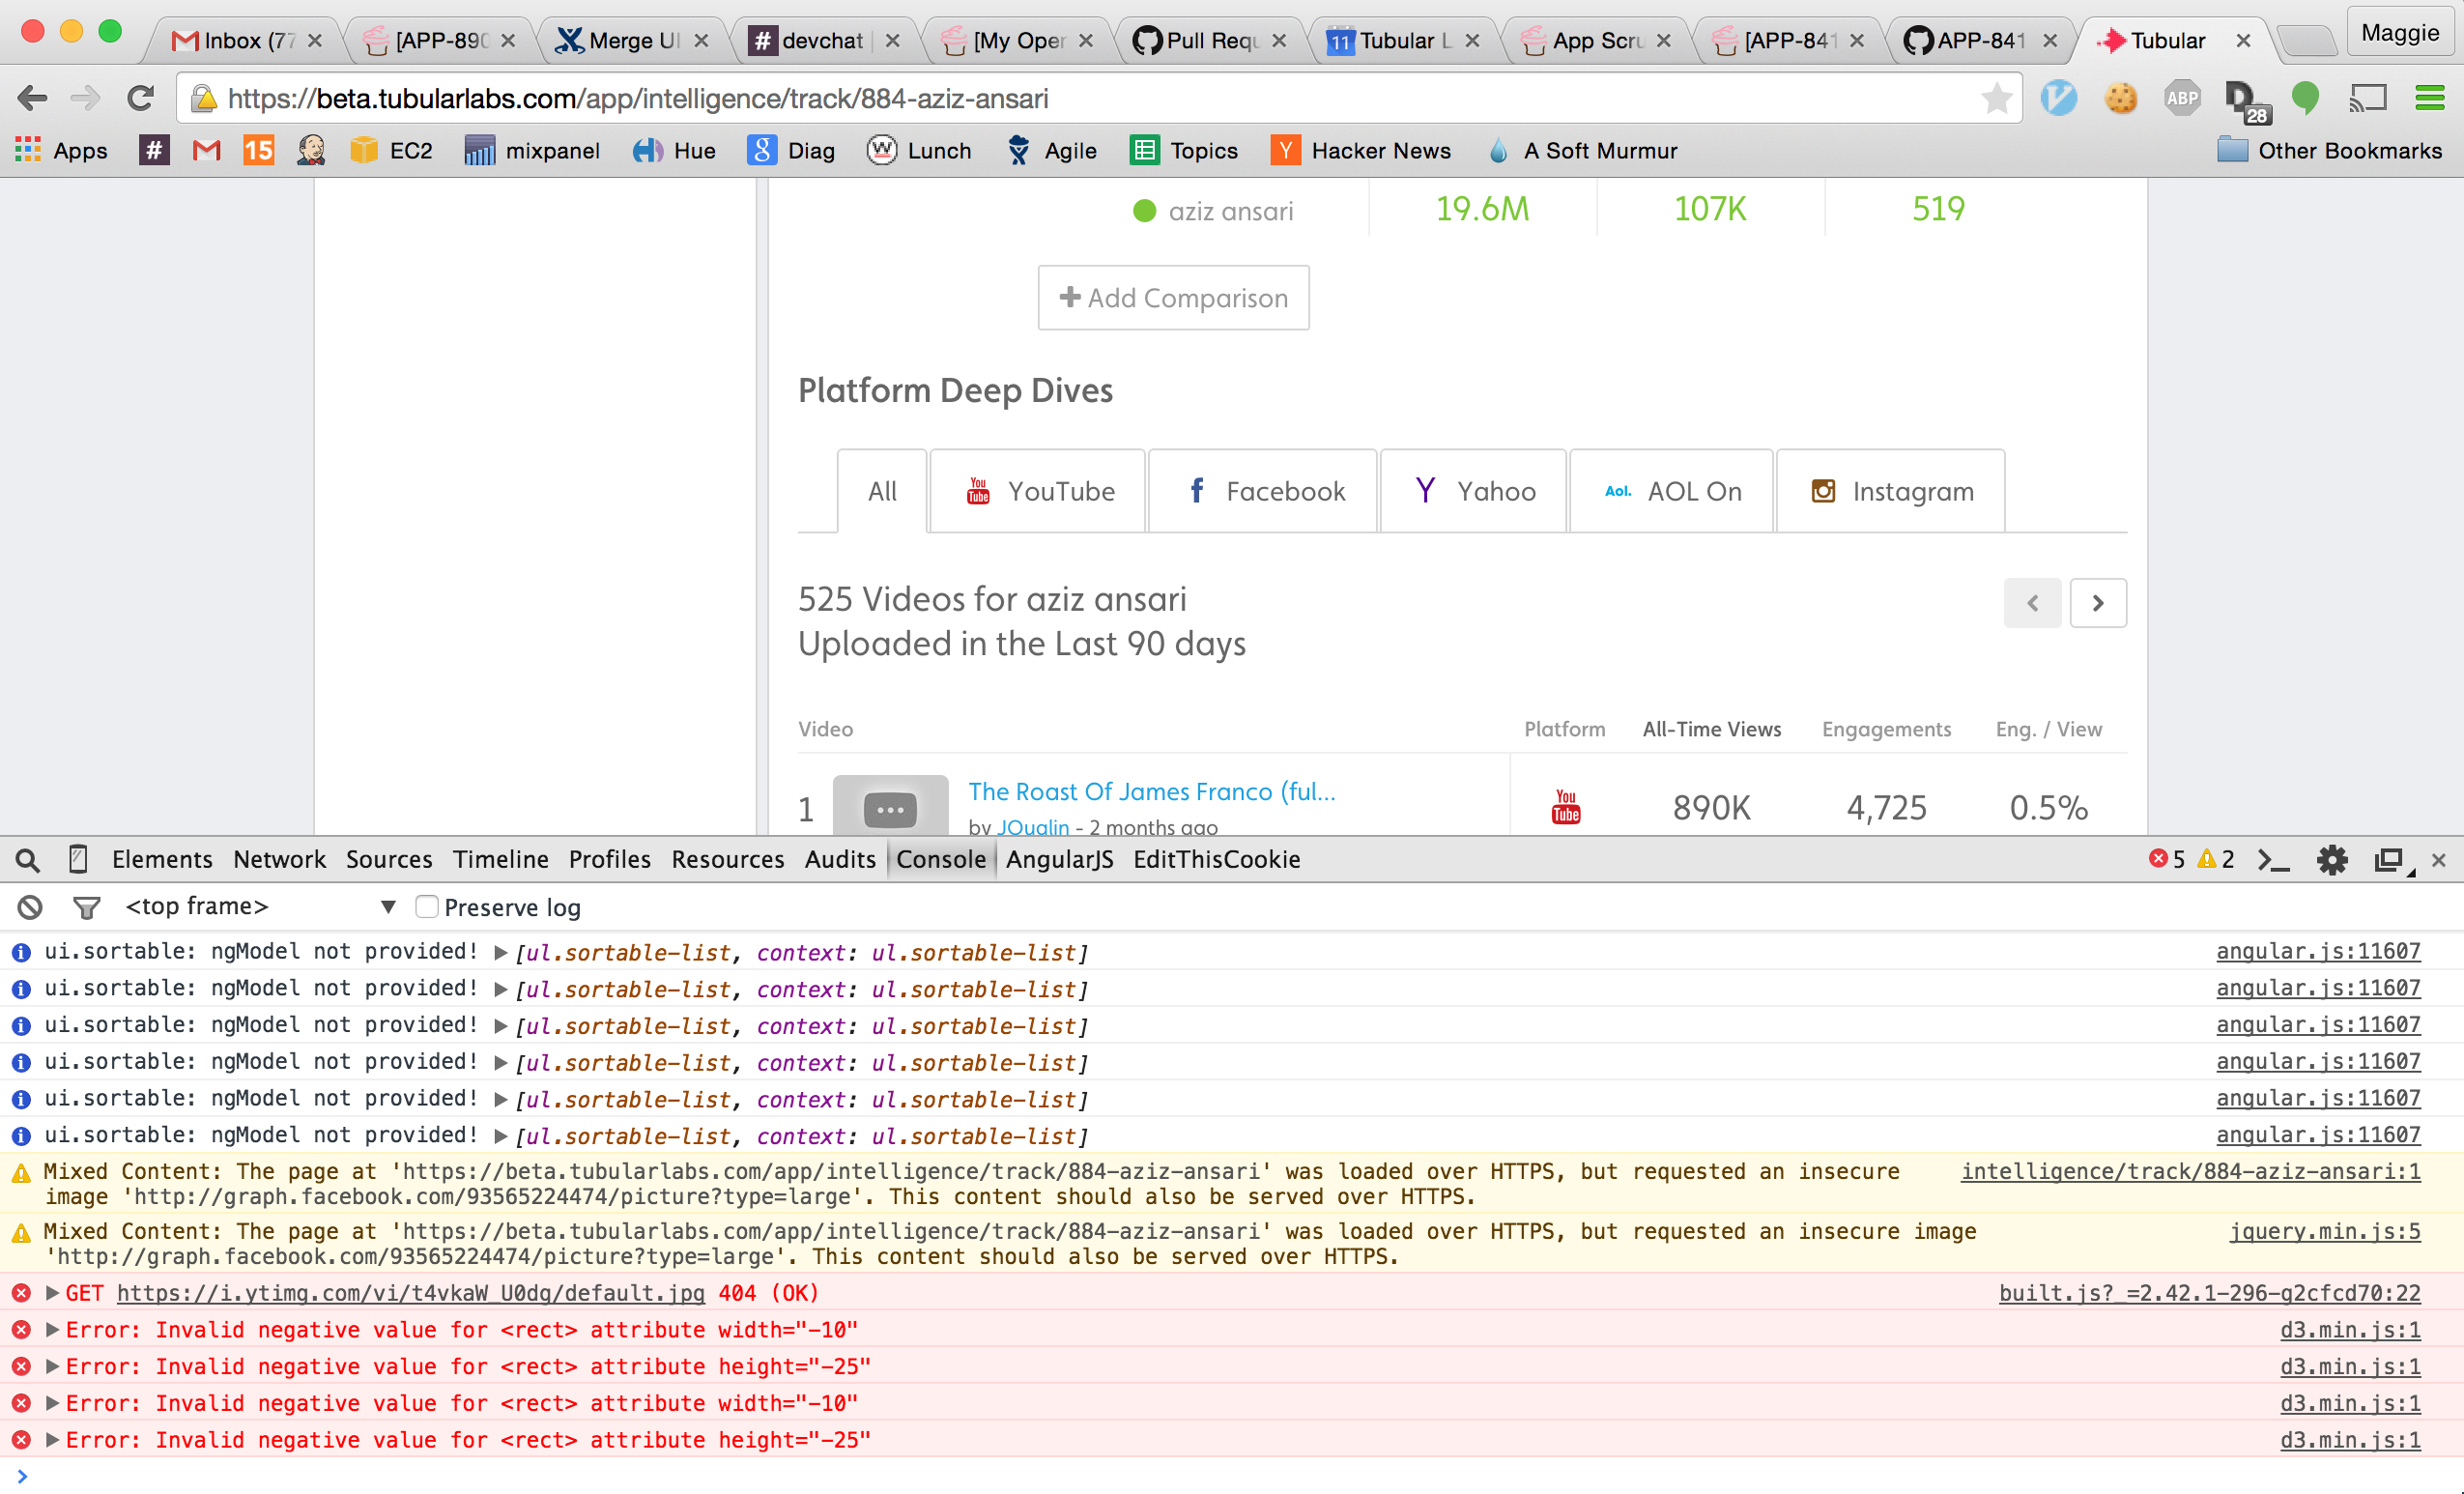 Inbox (77
[APP-890
Merge UI
# devchat
[My Oper
Pull Requ
11 Tubular L
App Scru
[APP-841
APP-841
Tubular
Maggie
https://beta.tubularlabs.com/app/intelligence/track/884-aziz-ansari
ABP
28
Apps
#
15
EC2
mixpanel
Hue
8 Diag
W Lunch
Agile
Topics
Y Hacker News
A Soft Murmur
Other Bookmarks
aziz ansari 19.6M 107K 519
+ Add Comparison
Platform Deep Dives
All
You Tube YouTube
f Facebook
Y Yahoo
Aol. AOL On
Instagram
525 Videos for aziz ansari
Uploaded in the Last 90 days
Video Platform All-Time Views Engagements Eng. / View
1 The Roast Of James Franco (ful... You Tube 890K 4,725 0.5%
by JOualin - 2 months ago
Elements Network Sources Timeline Profiles Resources Audits Console AngularJS EditThisCookie 5 2
<top frame> Preserve log
ui.sortable: ngModel not provided! ▶[ul.sortable-list, context: ul.sortable-list] angular.js:11607
ui.sortable: ngModel not provided! ▶[ul.sortable-list, context: ul.sortable-list] angular.js:11607
ui.sortable: ngModel not provided! ▶[ul.sortable-list, context: ul.sortable-list] angular.js:11607
ui.sortable: ngModel not provided! ▶[ul.sortable-list, context: ul.sortable-list] angular.js:11607
ui.sortable: ngModel not provided! ▶[ul.sortable-list, context: ul.sortable-list] angular.js:11607
ui.sortable: ngModel not provided! ▶[ul.sortable-list, context: ul.sortable-list] angular.js:11607
Mixed Content: The page at 'https://beta.tubularlabs.com/app/intelligence/track/884-aziz-ansari' was loaded over HTTPS, but requested an insecure intelligence/track/884-aziz-ansari:1
image 'http://graph.facebook.com/93565224474/picture?type=large'. This content should also be served over HTTPS.
Mixed Content: The page at 'https://beta.tubularlabs.com/app/intelligence/track/884-aziz-ansari' was loaded over HTTPS, but requested an insecure image jquery.min.js:5
'http://graph.facebook.com/93565224474/picture?type=large'. This content should also be served over HTTPS.
▶GET https://i.ytimg.com/vi/t4vkaW_U0dg/default.jpg 404 (OK) built.js?_=2.42.1-296-g2cfcd70:22
▶Error: Invalid negative value for <rect> attribute width="-10" d3.min.js:1
▶Error: Invalid negative value for <rect> attribute height="-25" d3.min.js:1
▶Error: Invalid negative value for <rect> attribute width="-10" d3.min.js:1
▶Error: Invalid negative value for <rect> attribute height="-25" d3.min.js:1